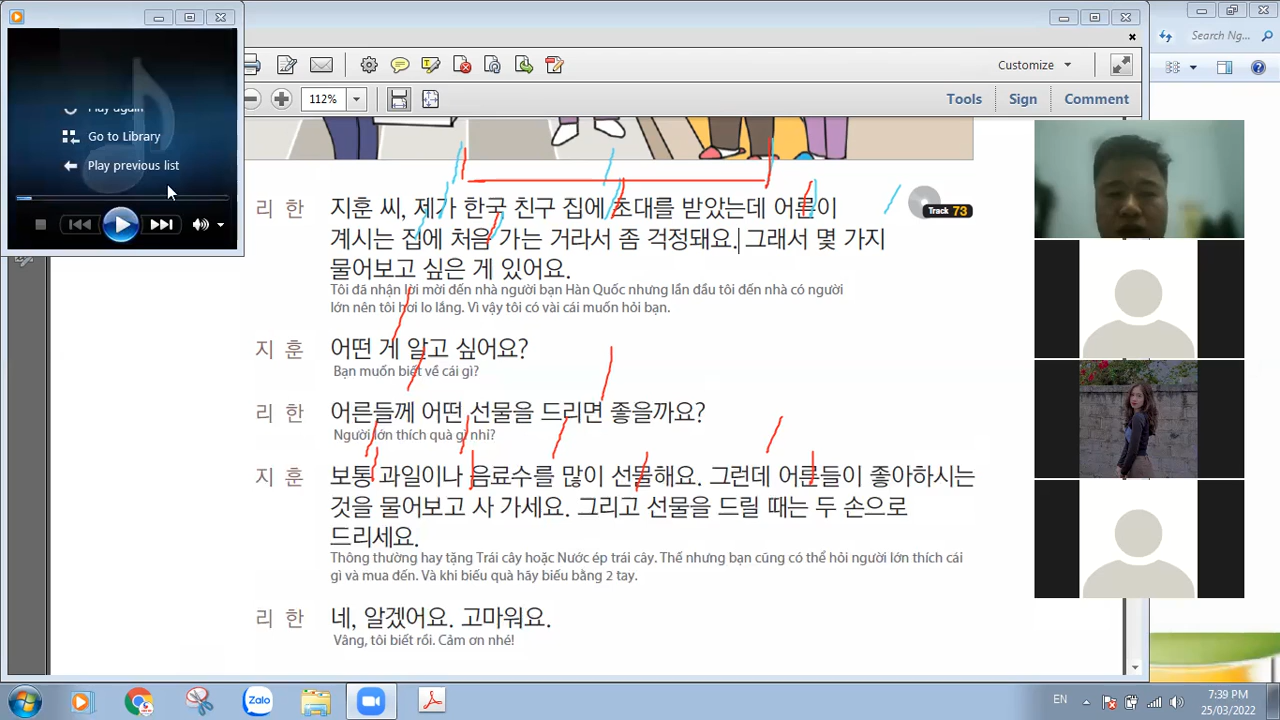 Play again
Go to Library
Play previous list
Search Ng...
Customize
112%
Tools
Sign
Comment
Track 73
리 한 지훈 씨, 제가 한국 친구 집에 초대를 받았는데 어른이
계시는 집에 처음 가는 거라서 좀 걱정돼요. 그래서 몇 가지
물어보고 싶은 게 있어요.
Tôi đã nhận lời mời đến nhà người bạn Hàn Quốc nhưng lần đầu tôi đến nhà có người
lớn nên tôi hơi lo lắng. Vì vậy tôi có vài cái muốn hỏi bạn.
지 훈 어떤 게 알고 싶어요?
Bạn muốn biết về cái gì?
리 한 어른들께 어떤 선물을 드리면 좋을까요?
Người lớn thích quà gì nhỉ?
지 훈 보통 과일이나 음료수를 많이 선물해요. 그런데 어른들이 좋아하시는
것을 물어보고 사 가세요. 그리고 선물을 드릴 때는 두 손으로
드리세요.
Thông thường hay tặng Trái cây hoặc Nước ép trái cây. Thế nhưng bạn cũng có thể hỏi người lớn thích cái
gì và mua đến. Và khi biếu quà hãy biếu bằng 2 tay.
리 한 네, 알겠어요. 고마워요.
Vâng, tôi biết rồi. Cảm ơn nhé!
Zalo
EN
7:39 PM
25/03/2022